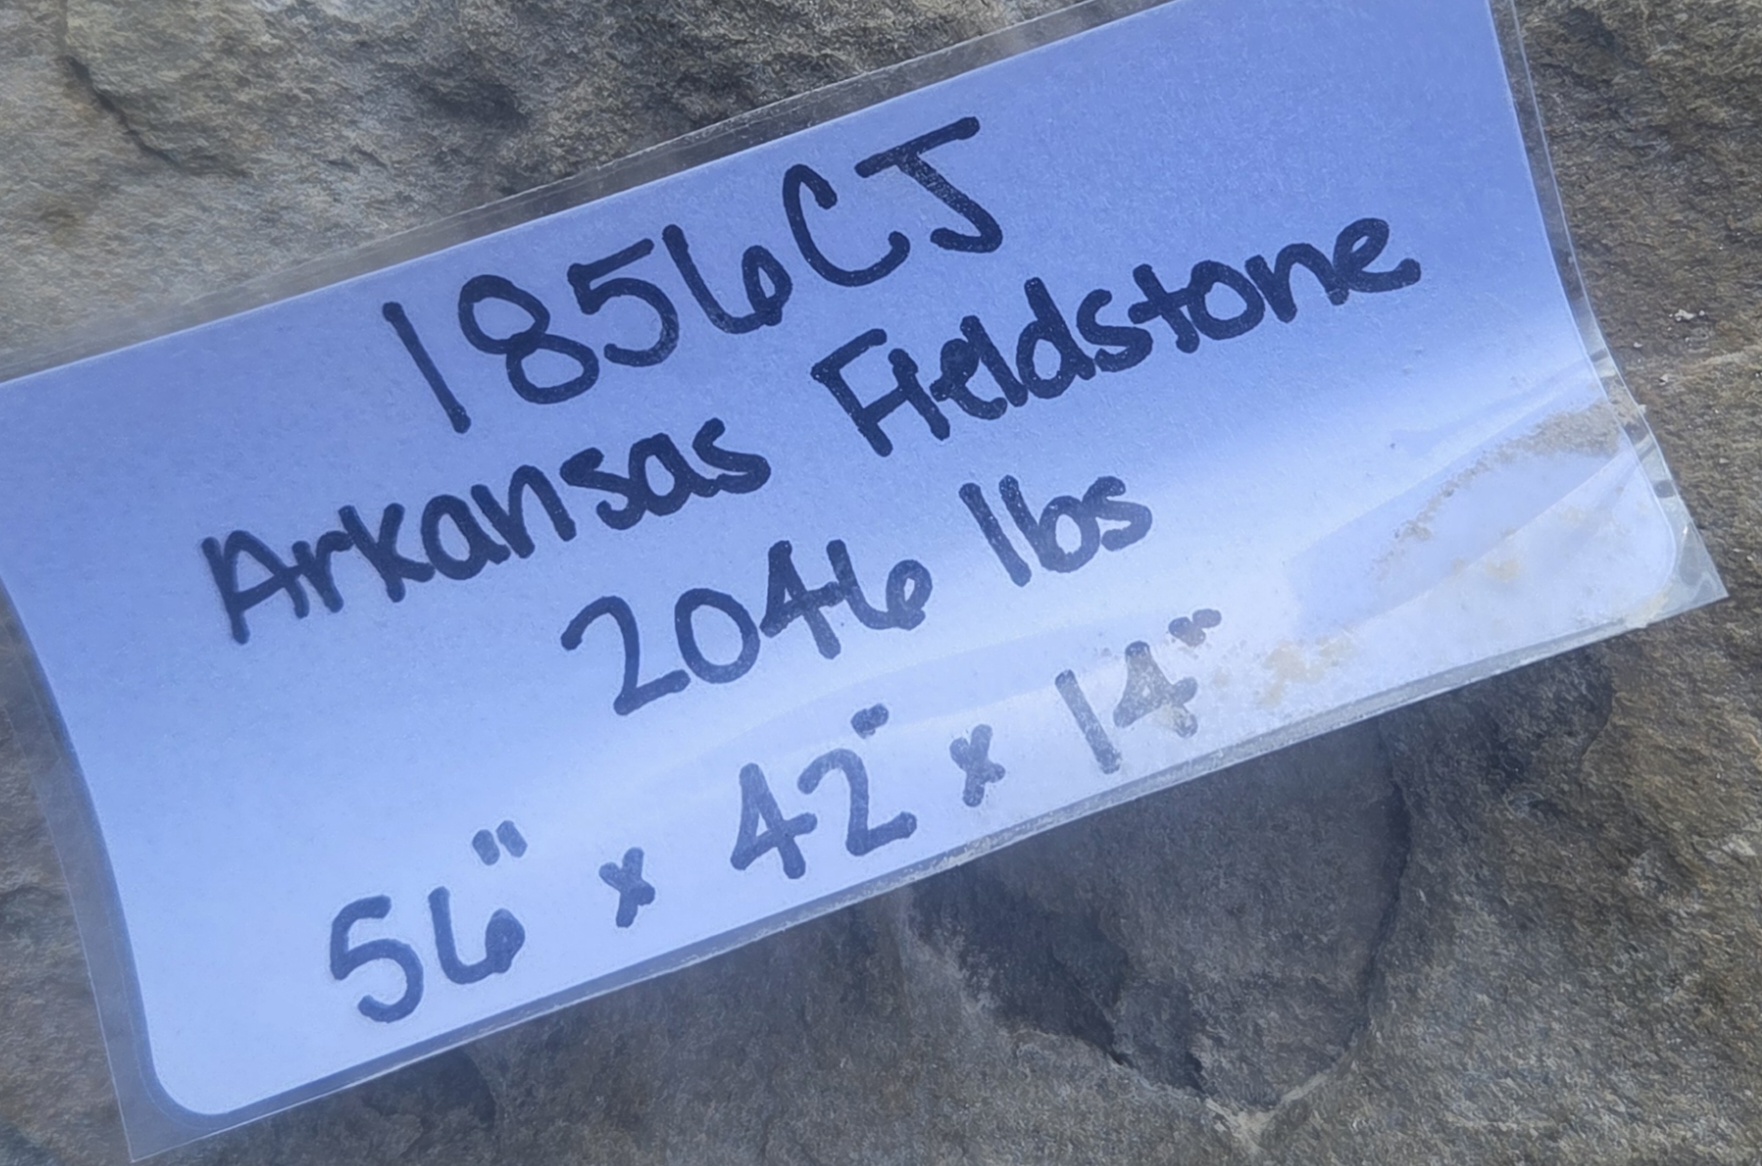 1856CJ
Arkansas Fieldstone
2046 lbs
56" x 42" x 14"